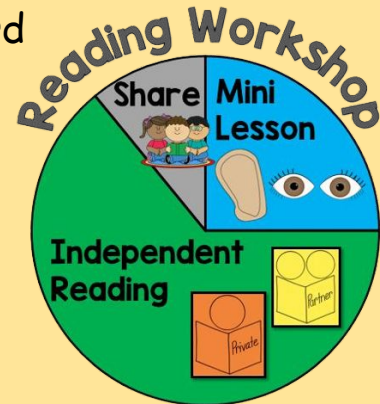 Reading Workshop
Share
Mini
Lesson
Independent
Reading
Private
Partner